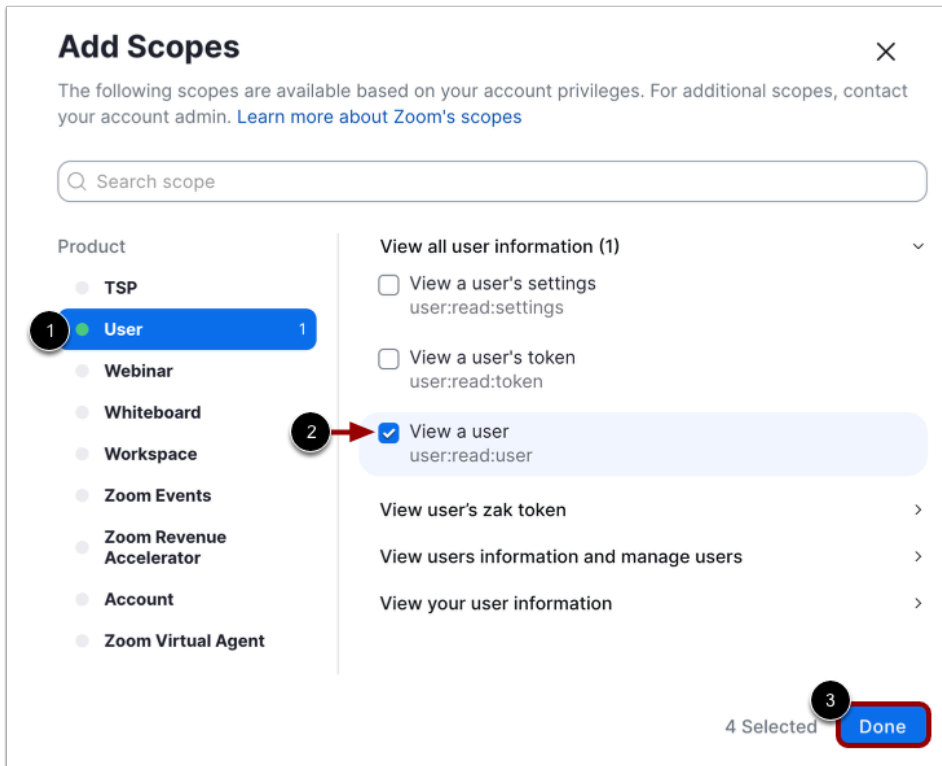 Add Scopes
The following scopes are available based on your account privileges. For additional scopes, contact
your account admin. Learn more about Zoom's scopes
Search scope
Product
TSP
1
User 1
Webinar
Whiteboard
Workspace
Zoom Events
Zoom Revenue
Accelerator
Account
Zoom Virtual Agent
View all user information (1)
View a user's settings
user:read:settings
View a user's token
user:read:token
2
View a user
user:read:user
View user’s zak token
View users information and manage users
View your user information
4 Selected
3
Done